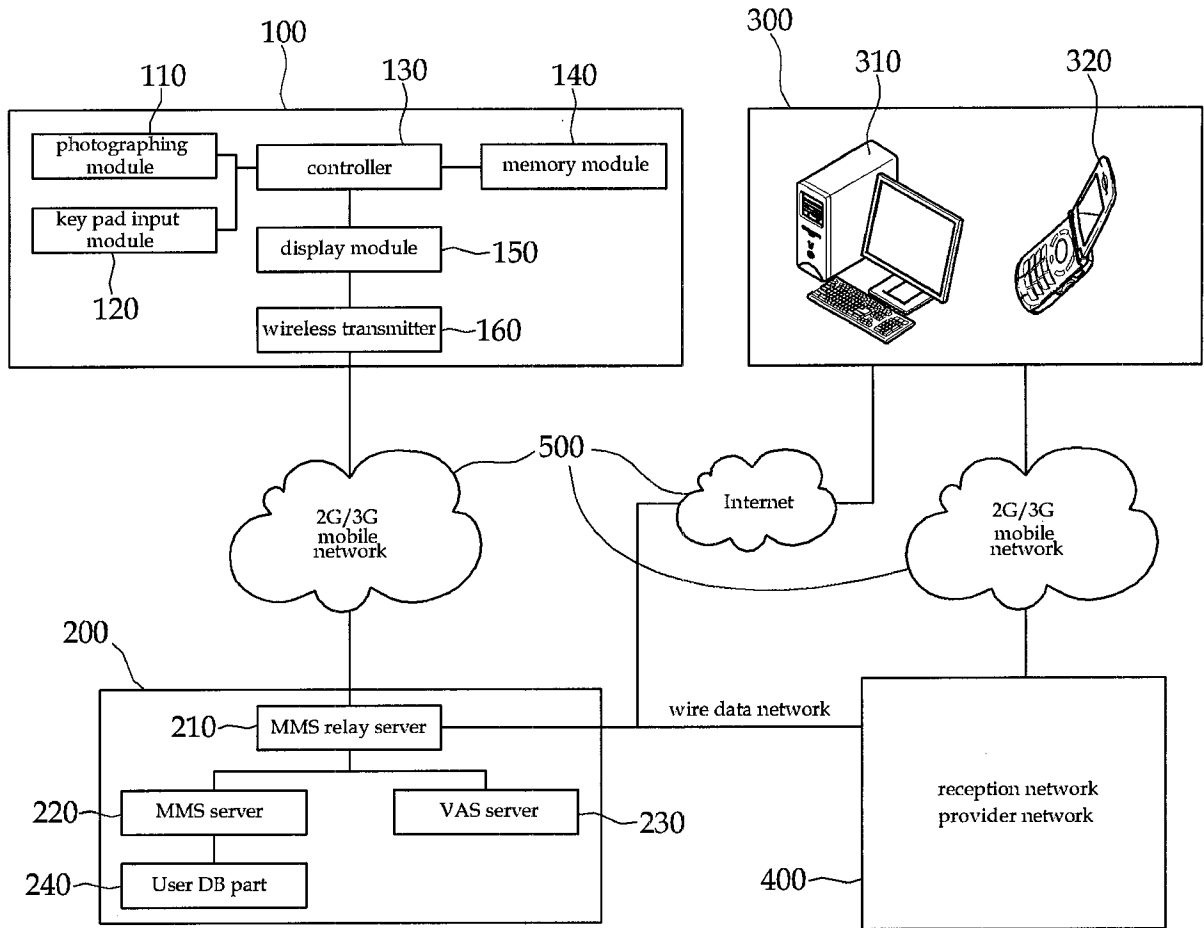 100
300
110
130
140
310
320
photographing
module
controller
memory module
key pad input
module
display module
150
120
wireless transmitter
160
500
2G/3G
mobile
network
Internet
2G/3G
mobile
network
200
210
MMS relay server
wire data network
220
MMS server
VAS server
230
reception network
provider network
240
User DB part
400